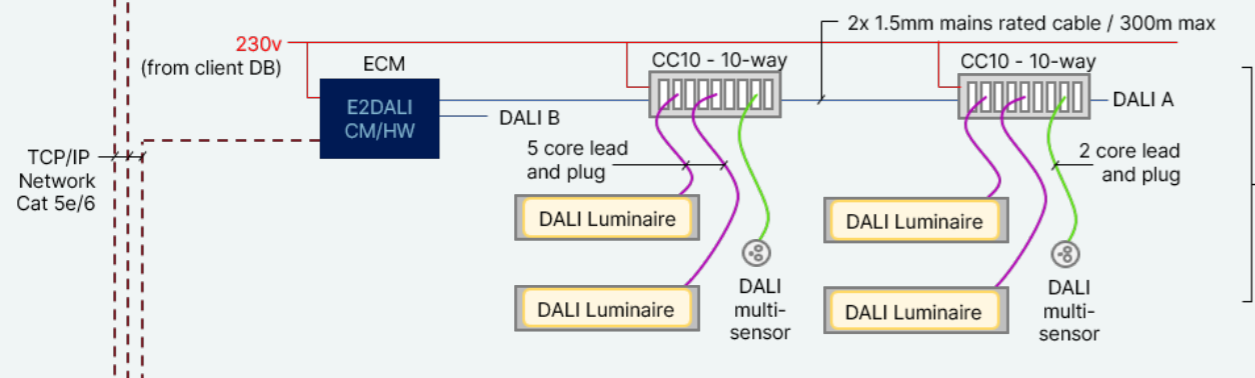 2x 1.5mm mains rated cable / 300m max
230v
(from client DB)
ECM
CC10 - 10-way
CC10 - 10-way
E2DALI
CM/HW
DALI A
DALI B
TCP/IP
Network
Cat 5e/6
5 core lead
and plug
2 core lead
and plug
DALI Luminaire
DALI Luminaire
DALI
multi-
sensor
DALI
multi-
sensor
DALI Luminaire
DALI Luminaire